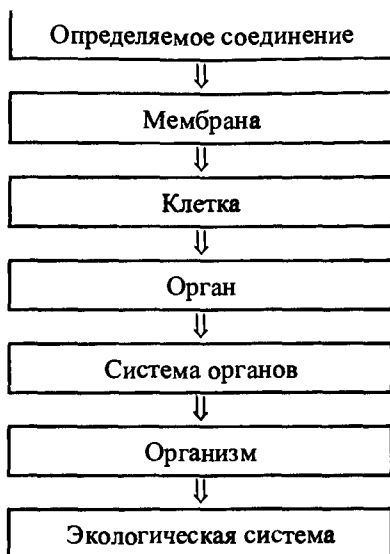 Определяемое соединение
⇓
Мембрана
⇓
Клетка
⇓
Орган
⇓
Система органов
⇓
Организм
⇓
Экологическая система